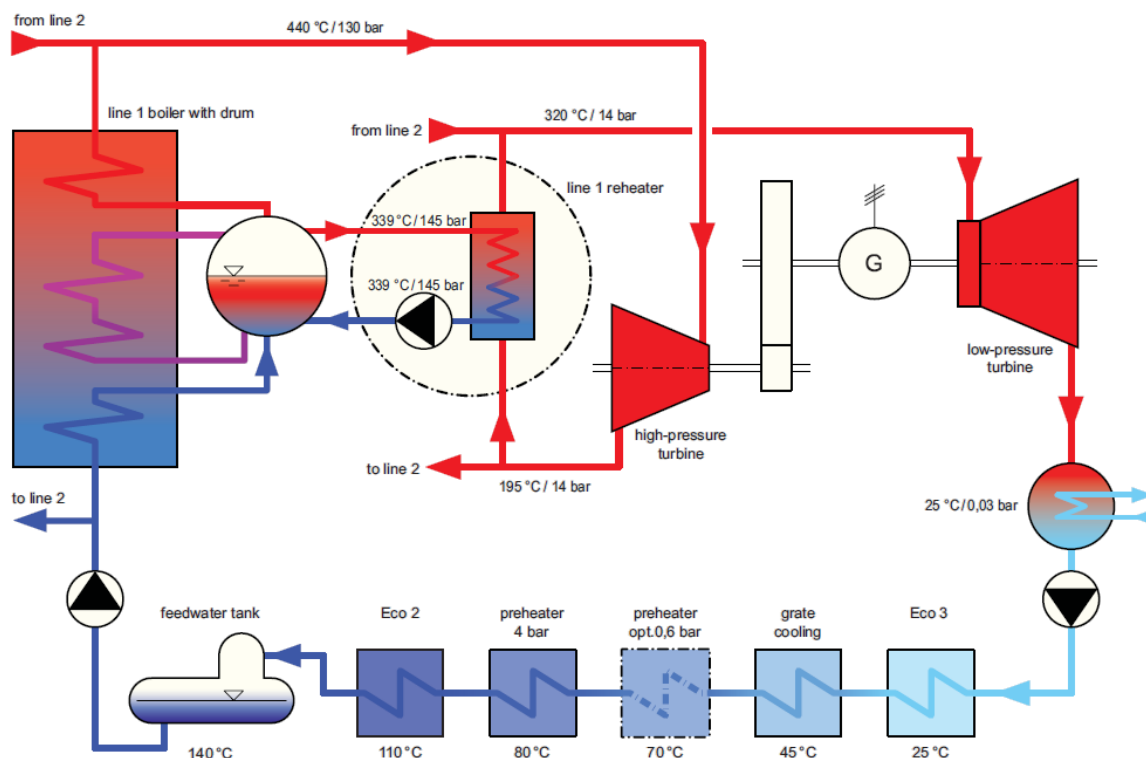 from line 2
440 °C / 130 bar
line 1 boiler with drum
from line 2
320 °C / 14 bar
line 1 reheater
339 °C / 145 bar
339 °C / 145 bar
G
low-pressure
turbine
high-pressure
turbine
to line 2
195 °C / 14 bar
to line 2
25 °C / 0,03 bar
feedwater tank
Eco 2
preheater
4 bar
preheater
opt.0,6 bar
grate
cooling
Eco 3
140 °C
110 °C
80 °C
70 °C
45 °C
25 °C